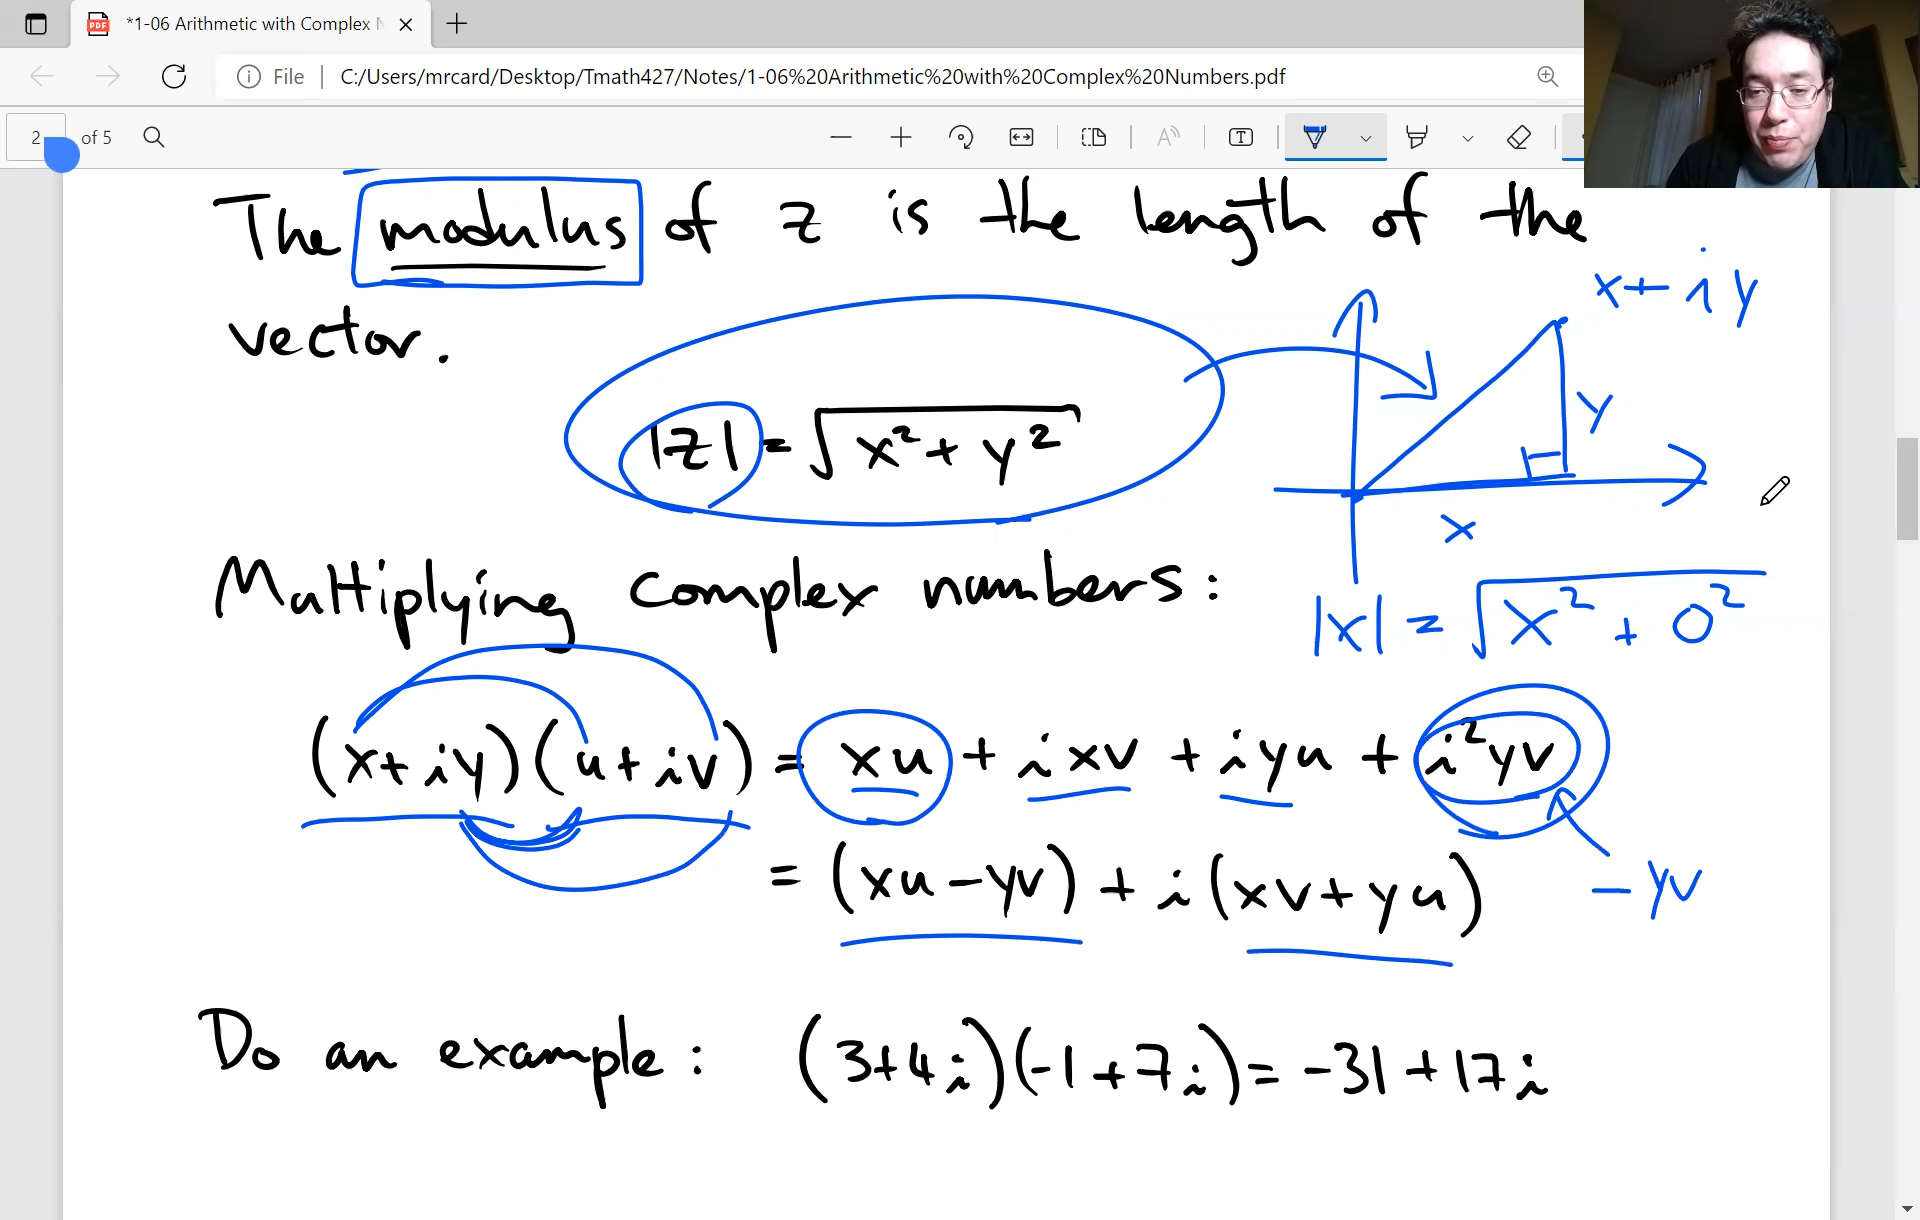 *1-06 Arithmetic with Complex N
File | C:/Users/mrcard/Desktop/Tmath427/Notes/1-06%20Arithmetic%20with%20Complex%20Numbers.pdf
2 of 5
The modulus of z is the length of the
vector.
x + iy
|z| = √(x² + y²)
y
x
Multiplying complex numbers:
|x| = √(x² + 0²)
(x+iy)(u+iv) = xu + ixv + iyu + i²yv
= (xu-yv) + i(xv+yu)
-yv
Do an example: (3+4i)(-1+7i) = -31+17i